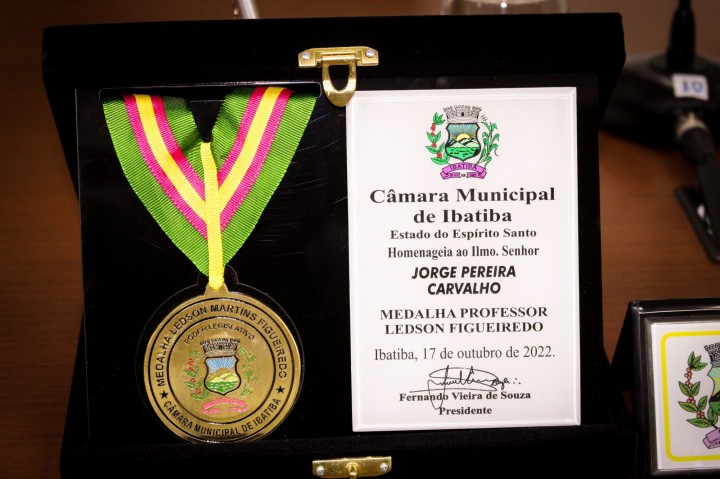 IBATIBA
Câmara Municipal
de Ibatiba
Estado do Espírito Santo
Homenageia ao Ilmo. Senhor
JORGE PEREIRA
CARVALHO
MEDALHA PROFESSOR
LEDSON FIGUEIREDO
Ibatiba, 17 de outubro de 2022.
Fernando Vieira de Souza
Presidente
MEDALHA LEDSON MARTINS FIGUEIREDO
PODER LEGISLATIVO
CÂMARA MUNICIPAL DE IBATIBA
10